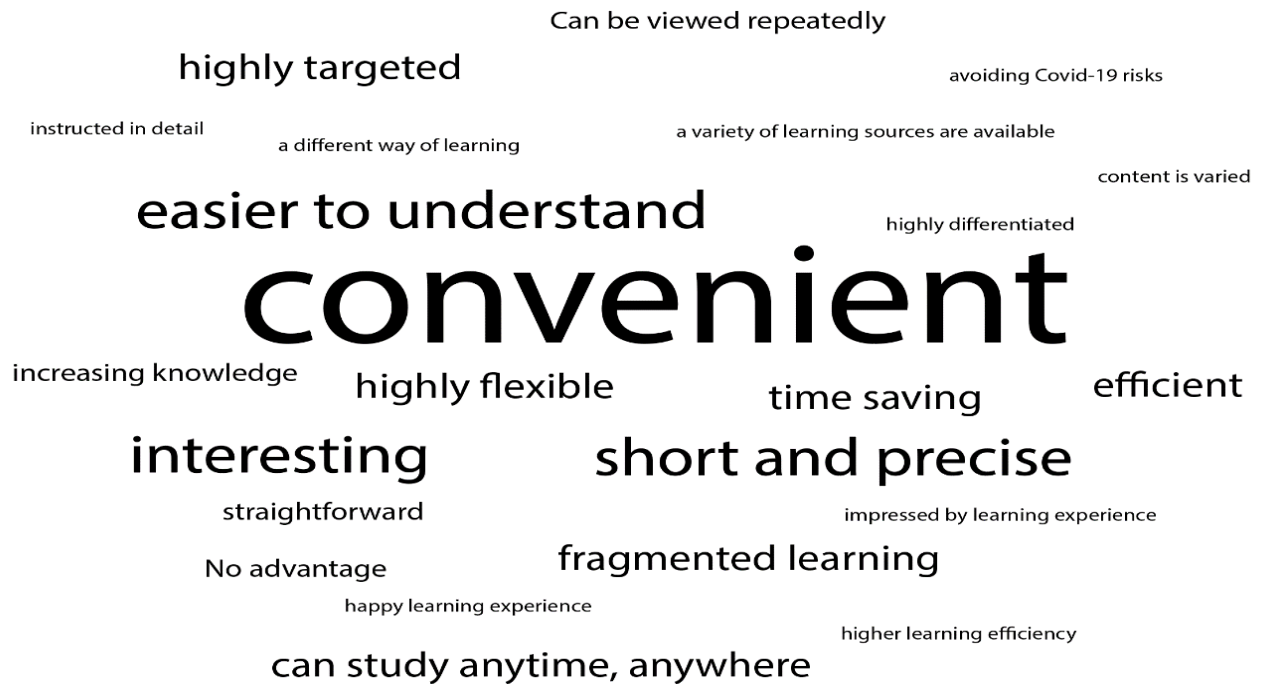 Can be viewed repeatedly
highly targeted
avoiding Covid-19 risks
instructed in detail
a variety of learning sources are available
a different way of learning
content is varied
easier to understand
highly differentiated
convenient
increasing knowledge
highly flexible
efficient
time saving
interesting
short and precise
straightforward
impressed by learning experience
fragmented learning
No advantage
happy learning experience
higher learning efficiency
can study anytime, anywhere